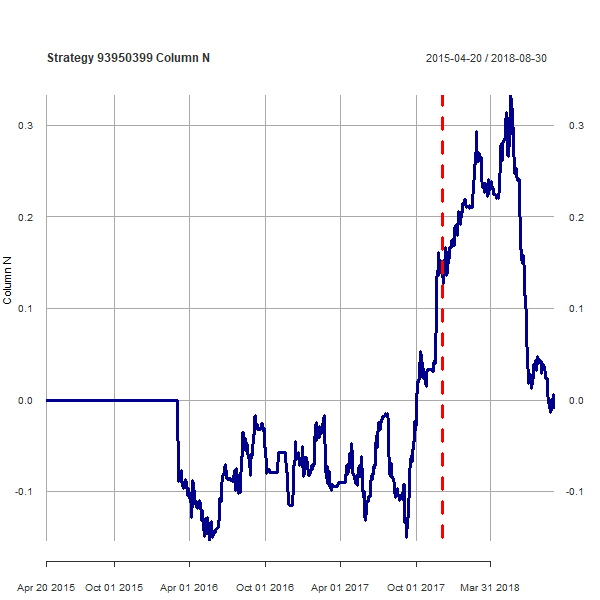 Strategy 93950399 Column N
2015-04-20 / 2018-08-30
Column N
0.3
0.2
0.1
0.0
-0.1
0.3
0.2
0.1
0.0
-0.1
Apr 20 2015
Oct 01 2015
Apr 01 2016
Oct 01 2016
Apr 01 2017
Oct 01 2017
Mar 31 2018